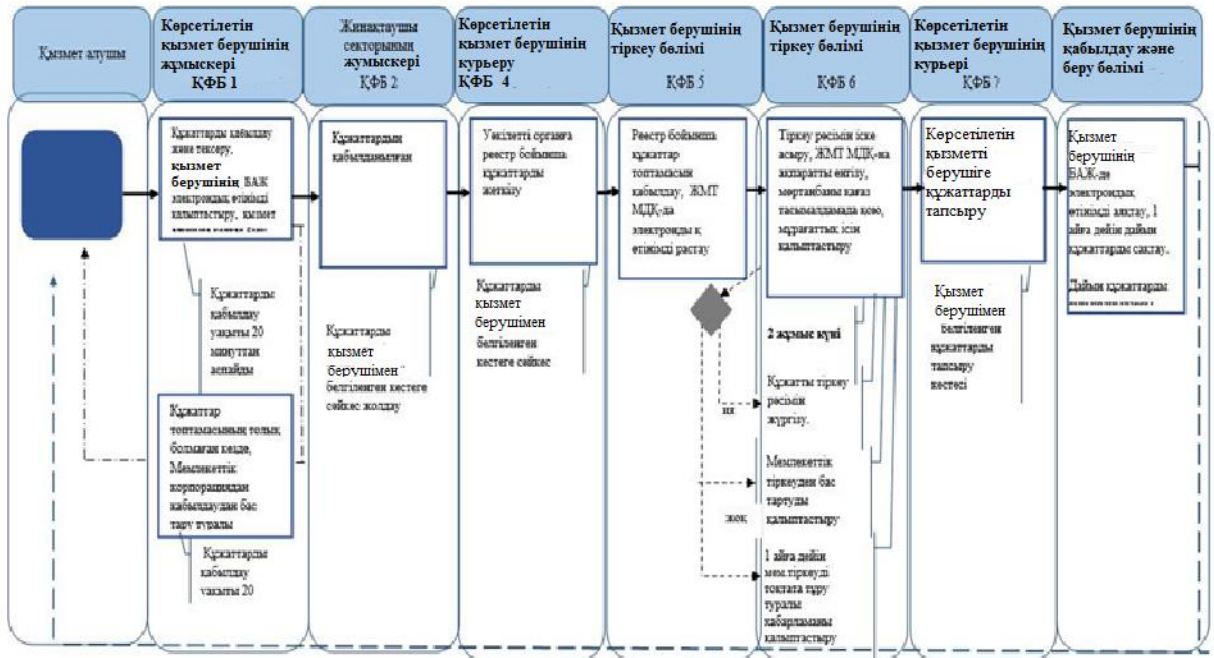 Қызмет алушы
Көрсетілетін
қызмет берушінің
жұмыскері
ҚФБ 1
Жинақтаушы
секторының
жұмыскері
ҚФБ 2
Көрсетілетін
қызмет берушінің
курьеру
ҚФБ 4
Қызмет берушінің
тіркеу бөлімі
ҚФБ 5
Қызмет берушінің
тіркеу бөлімі
ҚФБ 6
Көрсетілетін
қызмет берушінің
курьері
ҚФБ 7
Қызмет берушінің
қабылдау және
беру бөлімі
Құжаттарды қабылдау
және тексеру,
қызмет
берушінің БАЖ
электрондық өтінімді
қалыптастыру, қызмет
Құжаттарды
қабылдау
уақыты 20
минуттан
аспайды
Құжаттар
топтамасының толық
болмаған кезде,
Мемлекеттік
корпорациядан
қабылдаудан бас
тару туралы
Құжаттарды
қабылдау
уақыты 20
Құжаттардың
қабылданылған
Құжаттарды
қызмет
берушімен
белгіленген кестеге
сәйкес жолдау
Уәкілетті органға
реестр бойынша
құжаттарды
жеткізу
Құжаттарды
қызмет
берушімен
белгіленген
кестеге сәйкес
Реестр бойынша
құжаттар
топтамасын
қабылдау, ЖМТ
МДҚ-да
электронды қ
өтінімді растау
ия
жоқ
Тіркеу рәсімін іске
асыру, ЖМТ МДҚ-на
ақпаратты енгізу,
мөртаңбаны қағаз
тасымалдамада қою,
мұрағаттық ісін
қалыптастыру
2 жұмыс күні
Құжатты тіркеу
рәсімін
жүргізу.
Мемлекеттік
тіркеуден бас
тартуды
қалыптастыру
1 айға дейін
мем.тіркеуді
тоқтата тұру
туралы
хабарламаны
қалыптастыру
Көрсетілетін
қызметті
берушіге
құжаттарды
тапсыру
Қызмет
берушімен
белгіленген
құжаттарды
тапсыру
кестесі
Қызмет
берушінің
БАЖ-де
электрондық
өтінімді аяқтау, 1
айға дейін дайын
құжаттарды сақтау.
Дайын құжаттарды